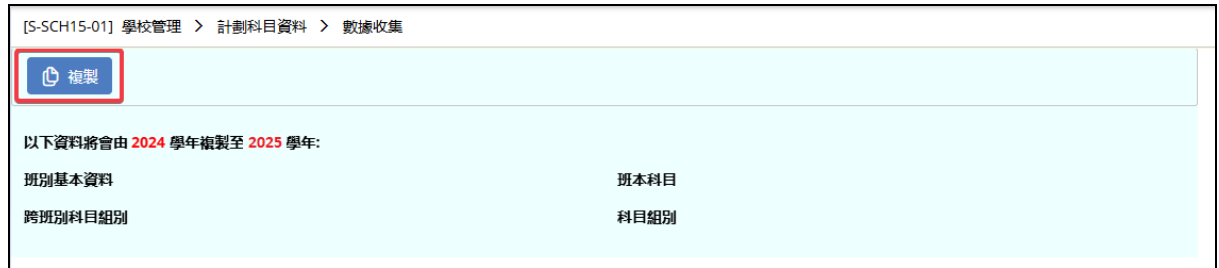 [S-SCH15-01] 學校管理 > 計劃科目資料 > 數據收集
複製
以下資料將會由 2024 學年複製至 2025 學年:
班別基本資料 班本科目
跨班別科目組別 科目組別